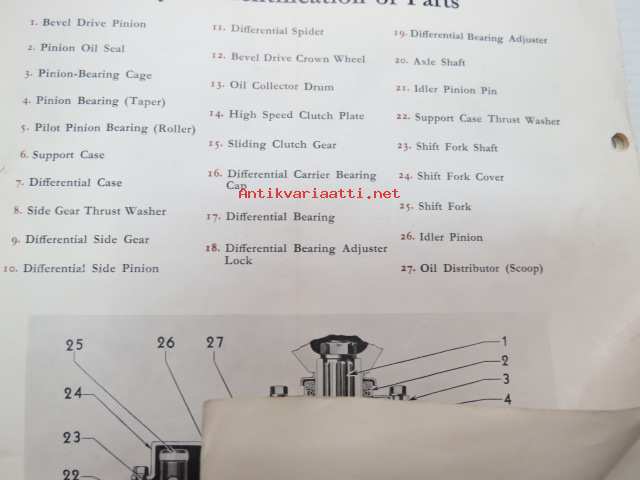 Identification of Parts
1. Bevel Drive Pinion
2. Pinion Oil Seal
3. Pinion-Bearing Cage
4. Pinion Bearing (Taper)
5. Pilot Pinion Bearing (Roller)
6. Support Case
7. Differential Case
8. Side Gear Thrust Washer
9. Differential Side Gear
10. Differential Side Pinion
11. Differential Spider
12. Bevel Drive Crown Wheel
13. Oil Collector Drum
14. High Speed Clutch Plate
15. Sliding Clutch Gear
16. Differential Carrier Bearing
Cap
17. Differential Bearing
18. Differential Bearing Adjuster
Lock
19. Differential Bearing Adjuster
20. Axle Shaft
21. Idler Pinion Pin
22. Support Case Thrust Washer
23. Shift Fork Shaft
24. Shift Fork Cover
25. Shift Fork
26. Idler Pinion
27. Oil Distributor (Scoop)
Antikvariaatti.net
25 26 27 1
2
24 3
4
23
22